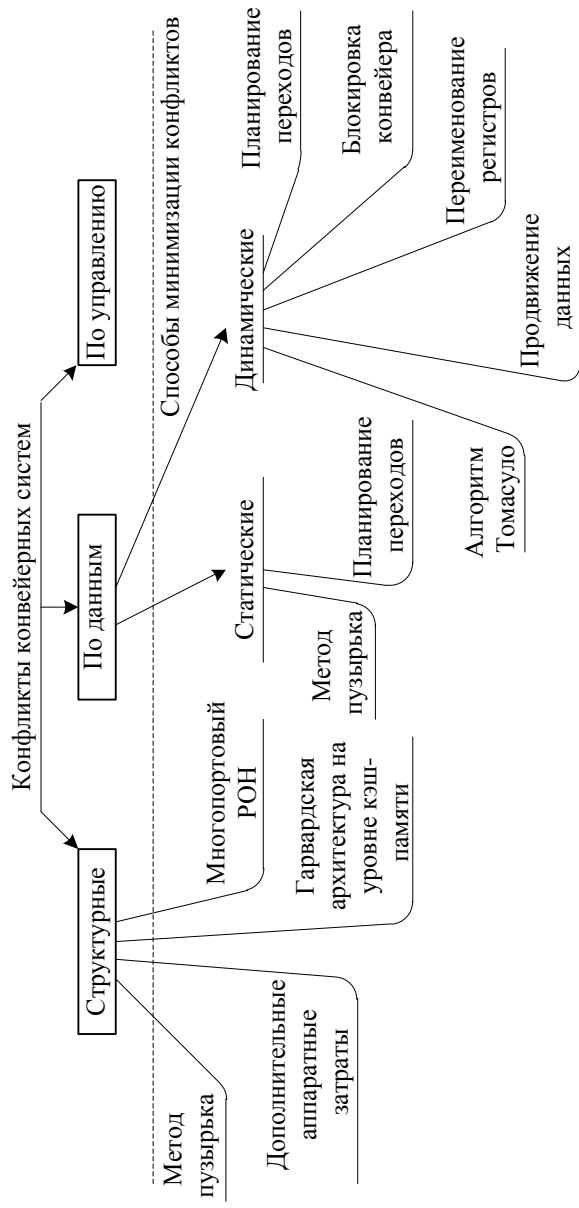 Конфликты конвейерных систем
Структурные
По данным
По управлению
Способы минимизации конфликтов
Метод
пузырька
Дополнительные
аппаратные
затраты
Гарвардская
архитектура на
уровне кэш-
памяти
Многопортовый
РОН
Статические
Метод
пузырька
Планирование
переходов
Динамические
Алгоритм
Томасуло
Продвижение
данных
Переименование
регистров
Блокировка
конвейера
Планирование
переходов